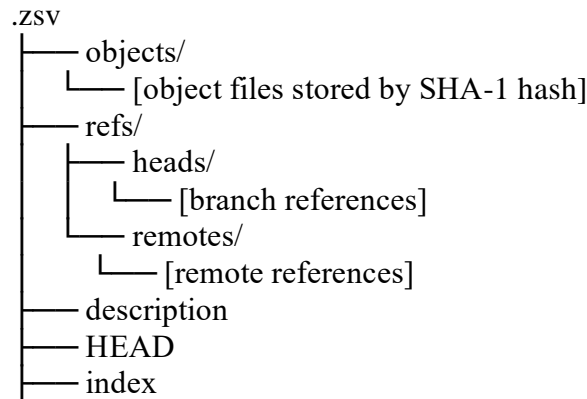 .zsv
objects/
[object files stored by SHA-1 hash]
refs/
heads/
[branch references]
remotes/
[remote references]
description
HEAD
index